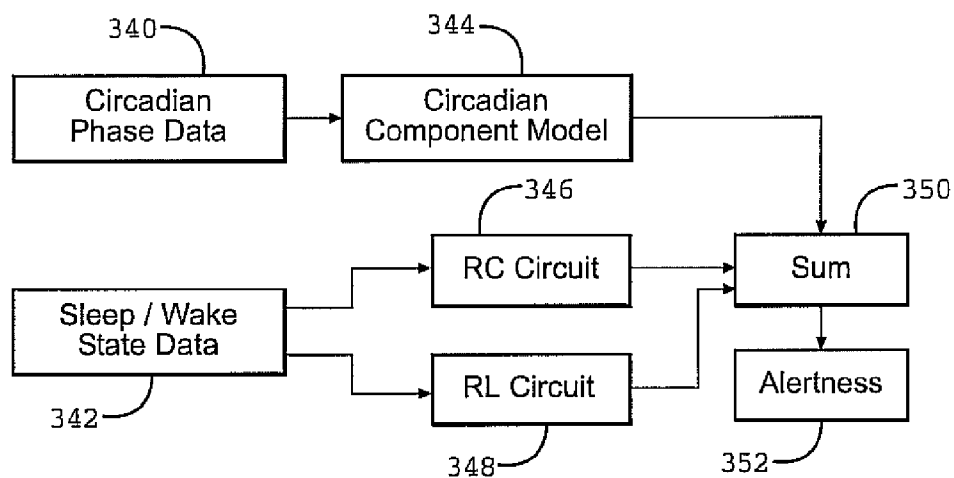 340
344
Circadian
Phase Data
Circadian
Component Model
346
350
RC Circuit
Sum
Sleep / Wake
State Data
RL Circuit
Alertness
342
348
352